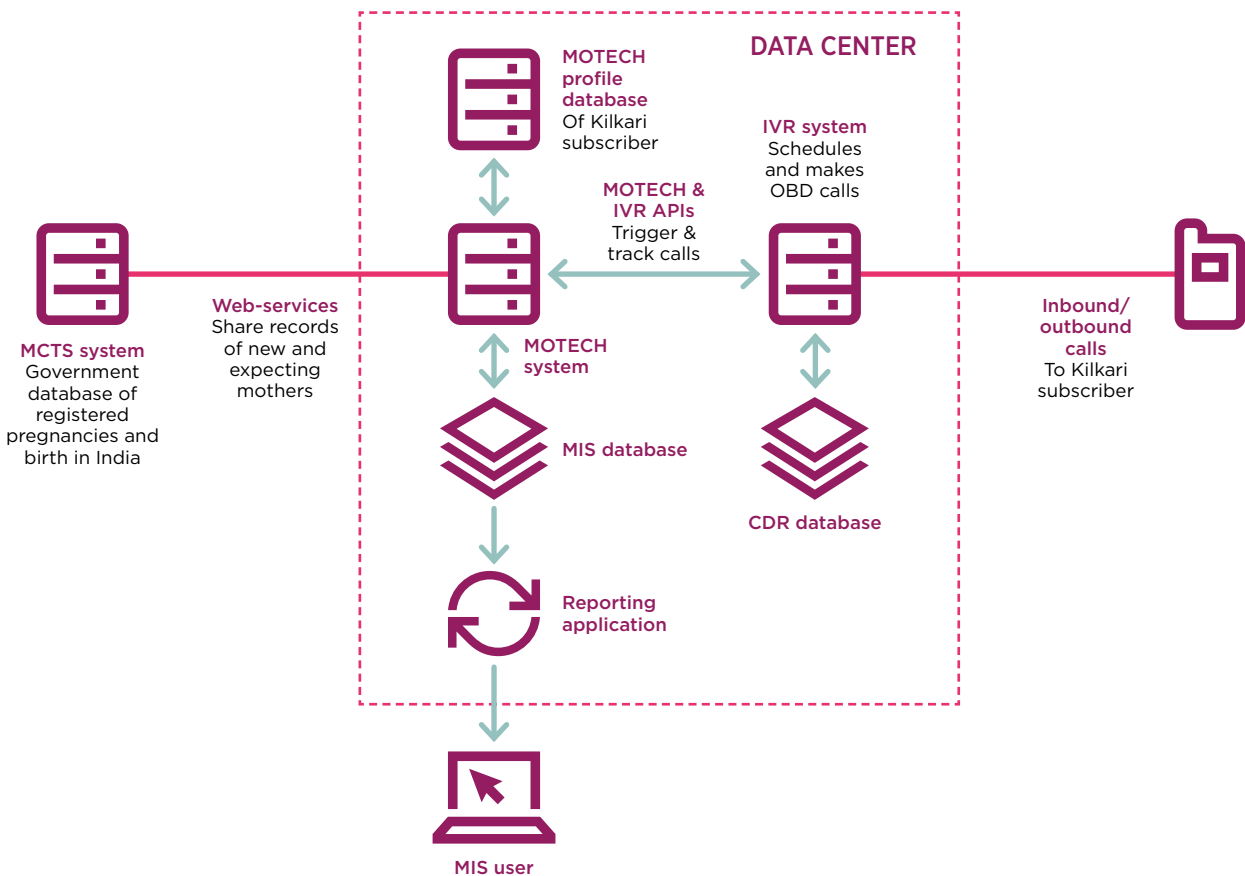 DATA CENTER
MOTECH
profile
database
Of Kilkari
subscriber
IVR system
Schedules
and makes
OBD calls
MOTECH &
IVR APIs
Trigger &
track calls
MCTS system
Government
database of
registered
pregnancies and
birth in India
Web-services
Share records
of new and
expecting
mothers
MOTECH
system
Inbound/
outbound
calls
To Kilkari
subscriber
MIS database
CDR database
Reporting
application
MIS user